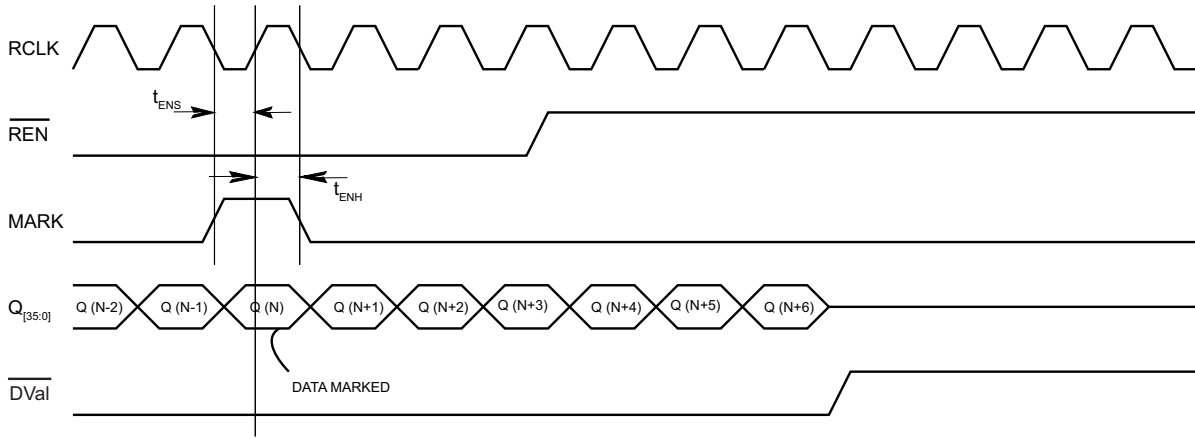 RCLK
tENS
REN
tENH
MARK
Q[35:0]
Q (N-2)
Q (N-1)
Q (N)
Q (N+1)
Q (N+2)
Q (N+3)
Q (N+4)
Q (N+5)
Q (N+6)
DATA MARKED
DVal